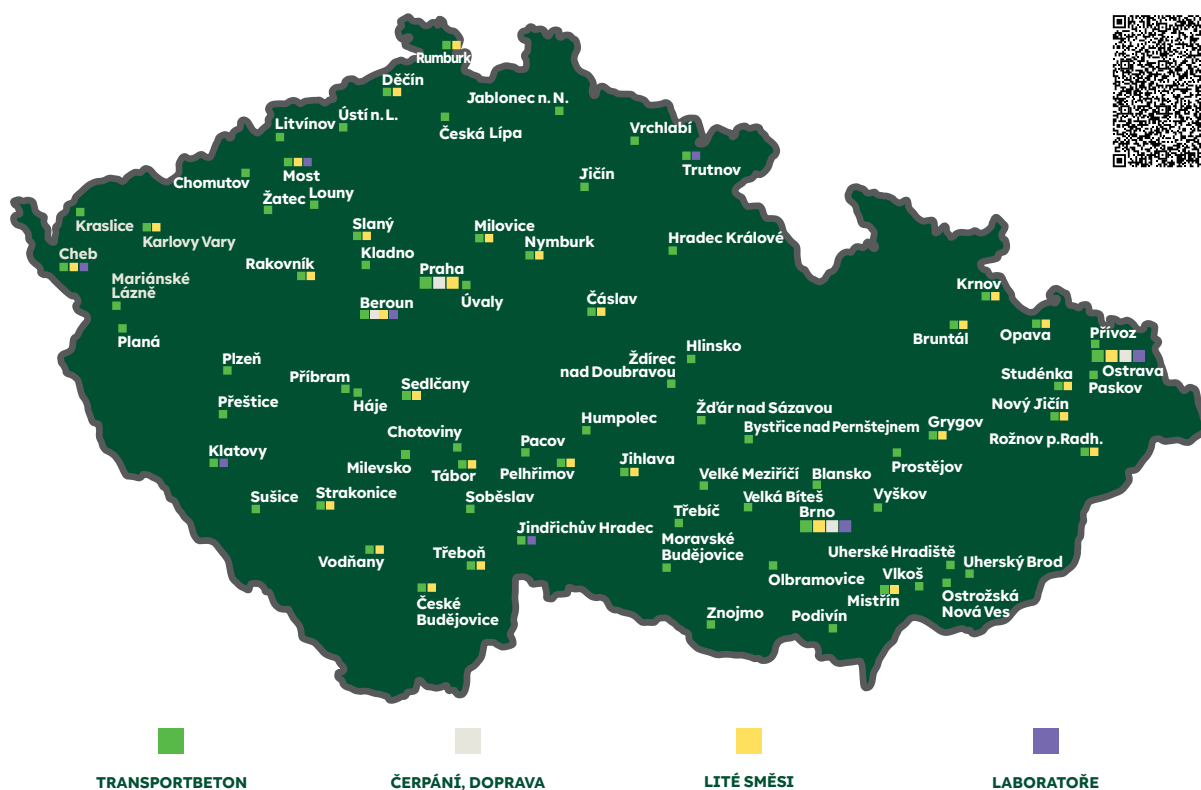 Rumburk
Děčín
Jablonec n. N.
Ústí n. L.
Litvínov
Česká Lípa
Vrchlabí
Trutnov
Most
Chomutov
Jičín
Žatec
Louny
Kraslice
Karlovy Vary
Slaný
Milovice
Nymburk
Hradec Králové
Cheb
Kladno
Rakovník
Praha
Mariánské
Lázně
Úvaly
Krnov
Beroun
Čáslav
Planá
Bruntál
Opava
Přívoz
Hlinsko
Plzeň
Ždírec
nad Doubravou
Ostrava
Studénka
Paskov
Příbram
Háje
Sedlčany
Přeštice
Nový Jičín
Humpolec
Žďár nad Sázavou
Bystřice nad Pernštejnem
Grygov
Rožnov p.Radh.
Chotoviny
Pacov
Klatovy
Milevsko
Tábor
Pelhřimov
Jihlava
Prostějov
Velké Meziříčí
Blansko
Sušice
Strakonice
Soběslav
Velká Bíteš
Vyškov
Třebíč
Brno
Jindřichův Hradec
Moravské
Budějovice
Vodňany
Třeboň
Uherské Hradiště
Uherský Brod
Olbramovice
Vlkoš
Mistřín
Ostrožská
Nová Ves
České
Budějovice
Znojmo
Podivín
TRANSPORTBETON
ČERPÁNÍ, DOPRAVA
LITÉ SMĚSI
LABORATOŘE